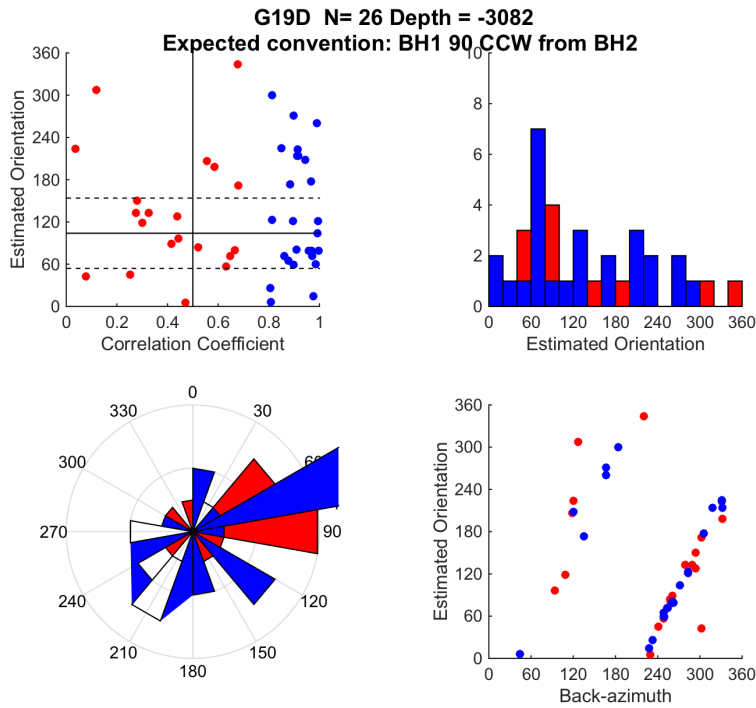 G19D N= 26 Depth = -3082
Expected convention: BH1 90 CCW from BH2
360
300
240
180
120
60
0
Estimated Orientation
0 0.2 0.4 0.6 0.8 1
Correlation Coefficient
10
8
6
4
2
0
0 60 120 180 240 300 360
Estimated Orientation
0
330 30
300 60
270 90
240 120
210 150
180
360
300
240
180
120
60
0
Estimated Orientation
0 60 120 180 240 300 360
Back-azimuth